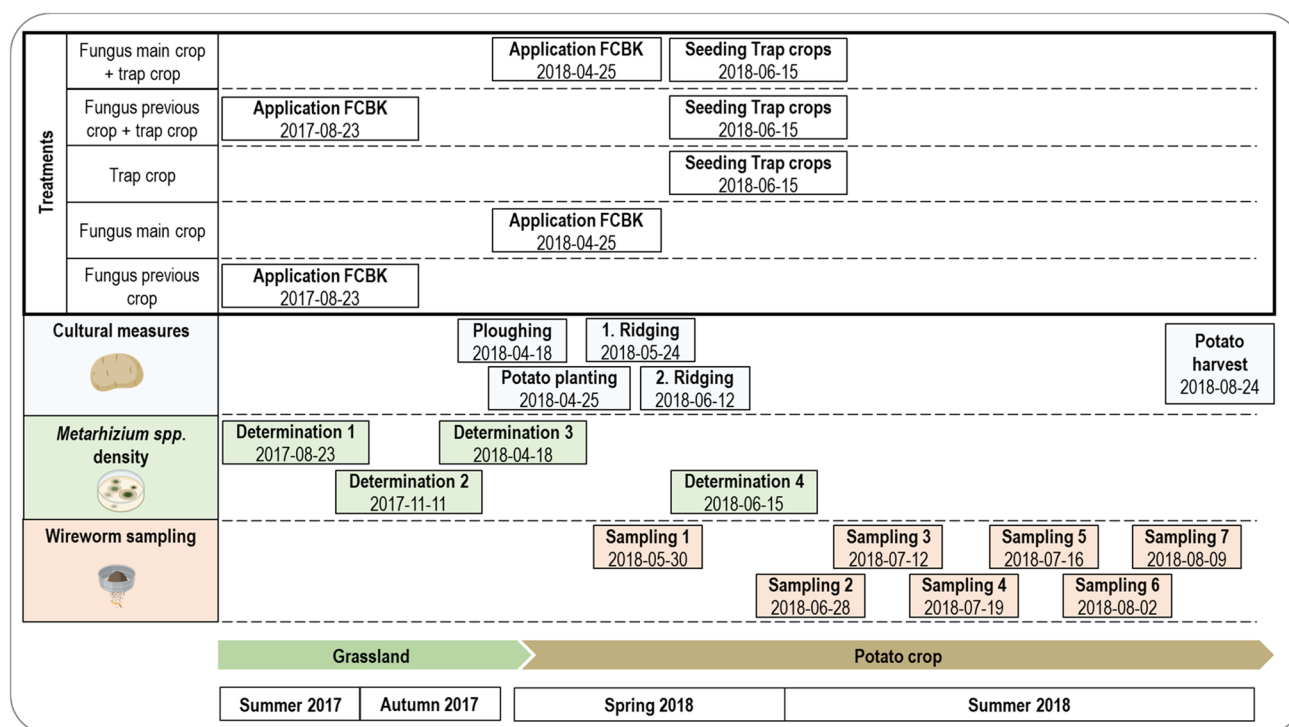 Treatments
Fungus main crop
+ trap crop
Application FCBK
2018-04-25
Seeding Trap crops
2018-06-15
Fungus previous
crop + trap crop
Application FCBK
2017-08-23
Seeding Trap crops
2018-06-15
Trap crop
Seeding Trap crops
2018-06-15
Fungus main crop
Application FCBK
2018-04-25
Fungus previous
crop
Application FCBK
2017-08-23
Cultural measures
Ploughing
2018-04-18
1. Ridging
2018-05-24
Potato planting
2018-04-25
2. Ridging
2018-06-12
Potato
harvest
2018-08-24
Metarhizium spp.
density
Determination 1
2017-08-23
Determination 3
2018-04-18
Determination 2
2017-11-11
Determination 4
2018-06-15
Wireworm sampling
Sampling 1
2018-05-30
Sampling 3
2018-07-12
Sampling 5
2018-07-16
Sampling 7
2018-08-09
Sampling 2
2018-06-28
Sampling 4
2018-07-19
Sampling 6
2018-08-02
Grassland
Potato crop
Summer 2017
Autumn 2017
Spring 2018
Summer 2018